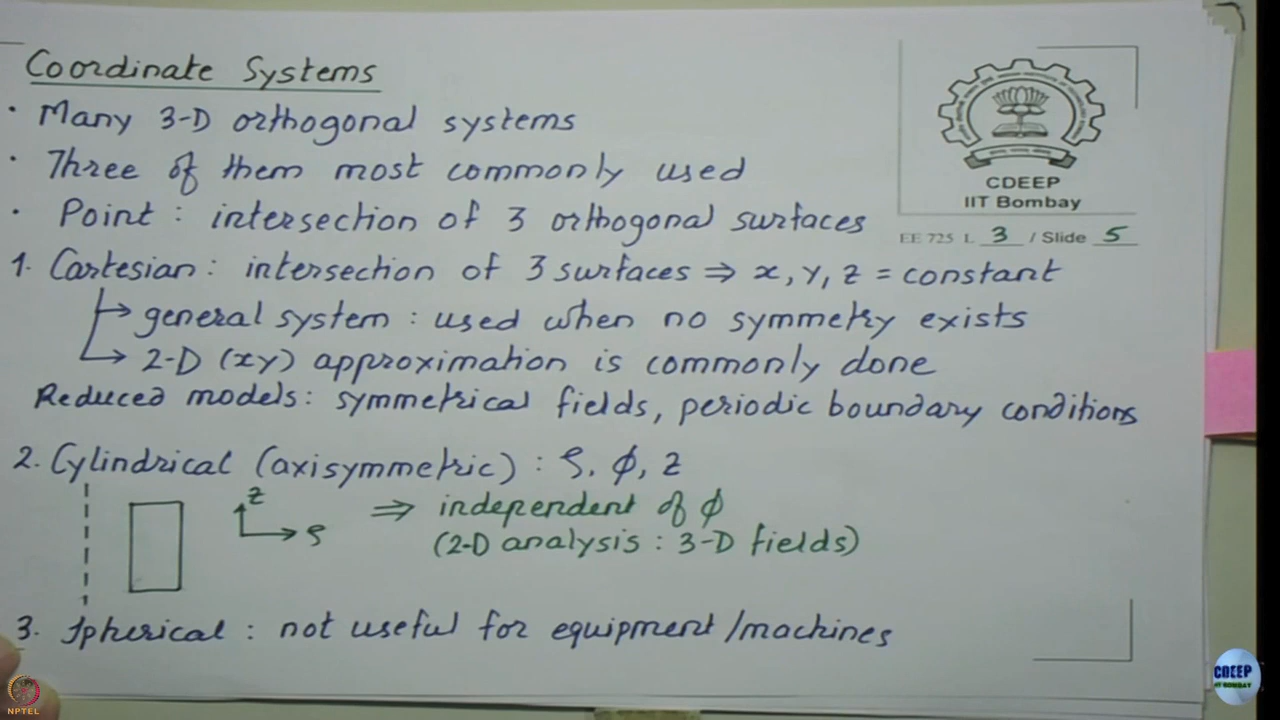 Coordinate Systems
· Many 3-D orthogonal systems
· Three of them most commonly used
· Point : intersection of 3 orthogonal surfaces
CDEEP
IIT Bombay
EE 725 L 3 / Slide 5
1. Cartesian : intersection of 3 surfaces ⇒ x, y, z = constant
→ general system : used when no symmetry exists
→ 2-D (xy) approximation is commonly done
Reduced models : symmetrical fields, periodic boundary conditions
2. Cylindrical (axisymmetric) : ρ, ϕ, z
z
ρ
⇒ independent of ϕ
(2-D analysis : 3-D fields)
3. Spherical : not useful for equipment/machines
NPTEL
CDEEP
IIT BOMBAY